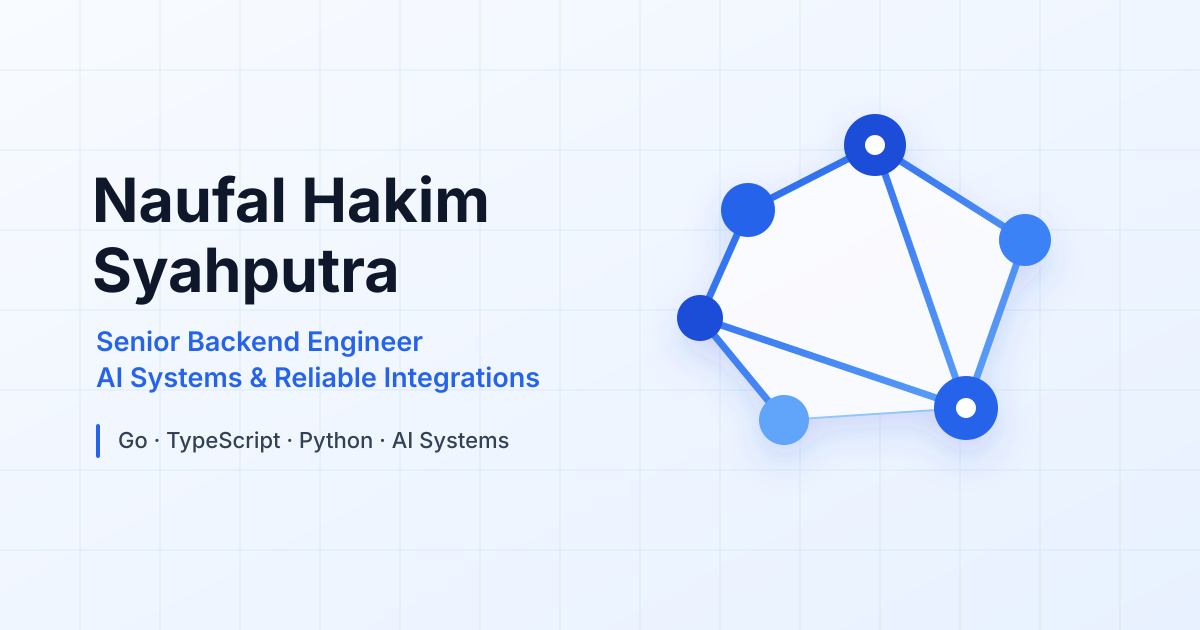 Naufal Hakim
Syahputra
Senior Backend Engineer
AI Systems & Reliable Integrations
Go · TypeScript · Python · AI Systems